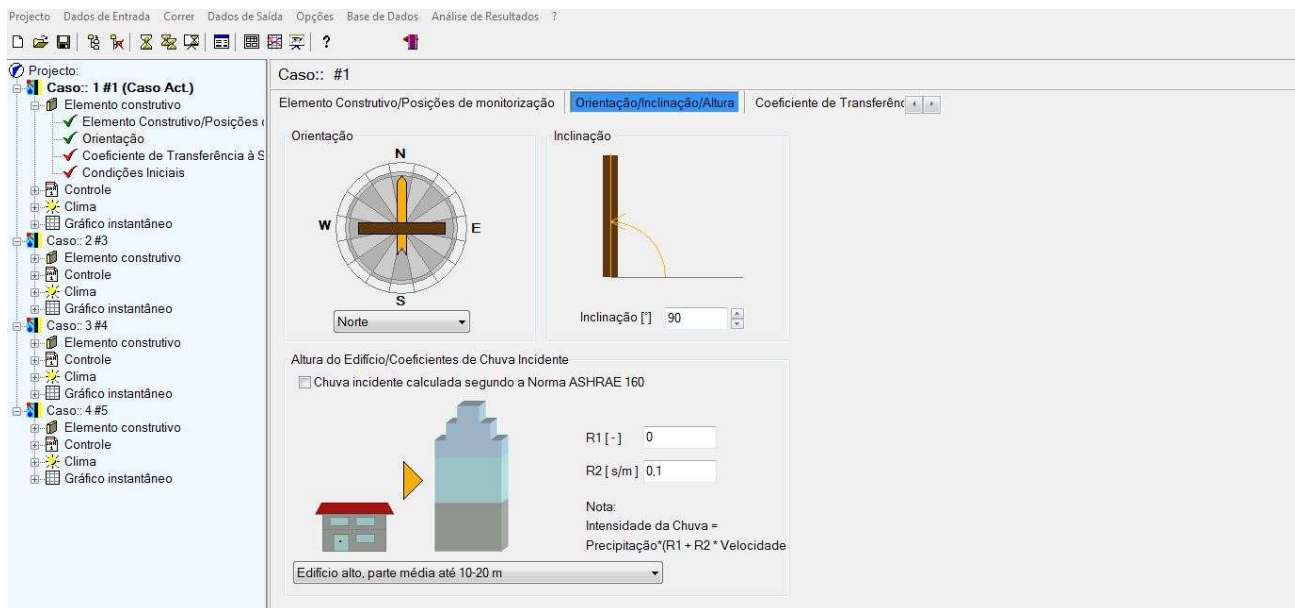 Projecto Dados de Entrada Correr Dados de Saída Opções Base de Dados Análise de Resultados ?
?
Projecto:
Caso:: 1 #1 (Caso Act.)
Elemento construtivo
Elemento Construtivo/Posições
Orientação
Coeficiente de Transferência à S
Condições Iniciais
Controle
Clima
Gráfico instantâneo
Caso:: 2 #3
Elemento construtivo
Controle
Clima
Gráfico instantâneo
Caso:: 3 #4
Elemento construtivo
Controle
Clima
Gráfico instantâneo
Caso:: 4 #5
Elemento construtivo
Controle
Clima
Gráfico instantâneo
Caso:: #1
Elemento Construtivo/Posições de monitorização Orientação/Inclinação/Altura Coeficiente de Transferênc
Orientação
N
W
E
S
Norte
Inclinação
Inclinação [°] 90
Altura do Edifício/Coeficientes de Chuva Incidente
Chuva incidente calculada segundo a Norma ASHRAE 160
R1 [ - ] 0
R2 [ s/m ] 0,1
Nota:
Intensidade da Chuva =
Precipitação*(R1 + R2 * Velocidade
Edifício alto, parte média até 10-20 m